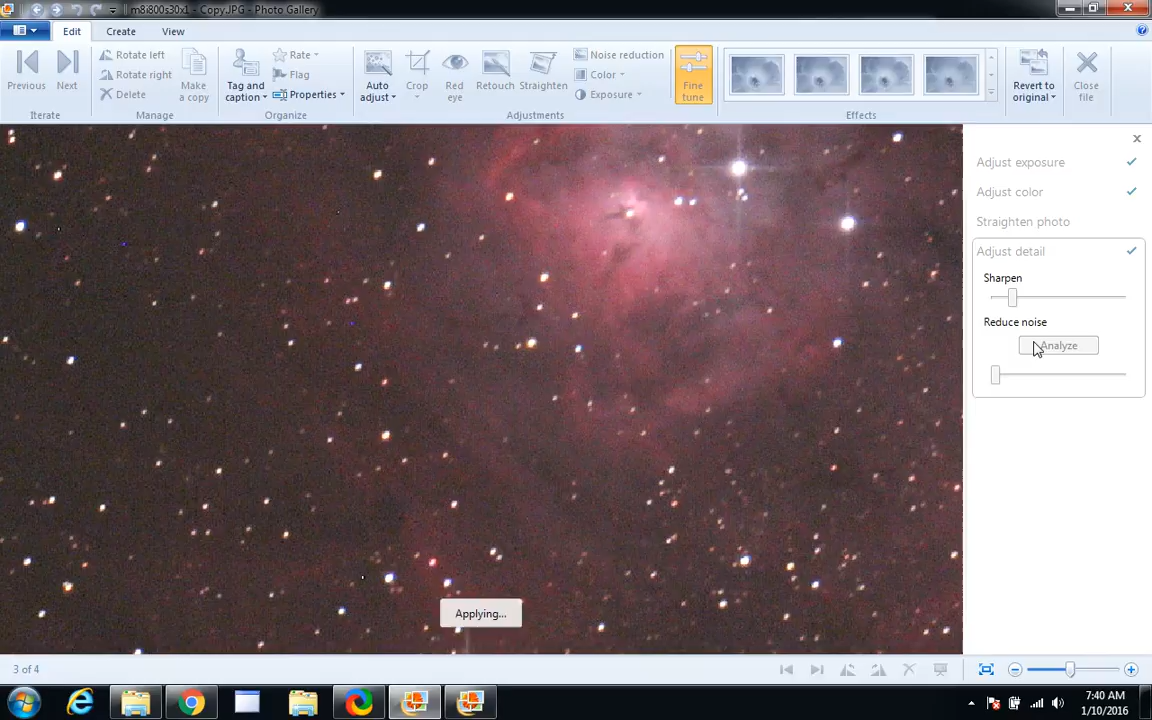 m8i800s30x1 - Copy.JPG - Photo Gallery
Edit Create View
Previous
Next
Iterate
Rotate left
Rotate right
Delete
Make a copy
Manage
Tag and caption
Rate
Flag
Properties
Organize
Auto adjust
Crop
Red eye
Retouch
Straighten
Noise reduction
Color
Exposure
Adjustments
Fine tune
Effects
Revert to original
Close file
Adjust exposure
Adjust color
Straighten photo
Adjust detail
Sharpen
Reduce noise
Analyze
Applying...
3 of 4
7:40 AM
1/10/2016